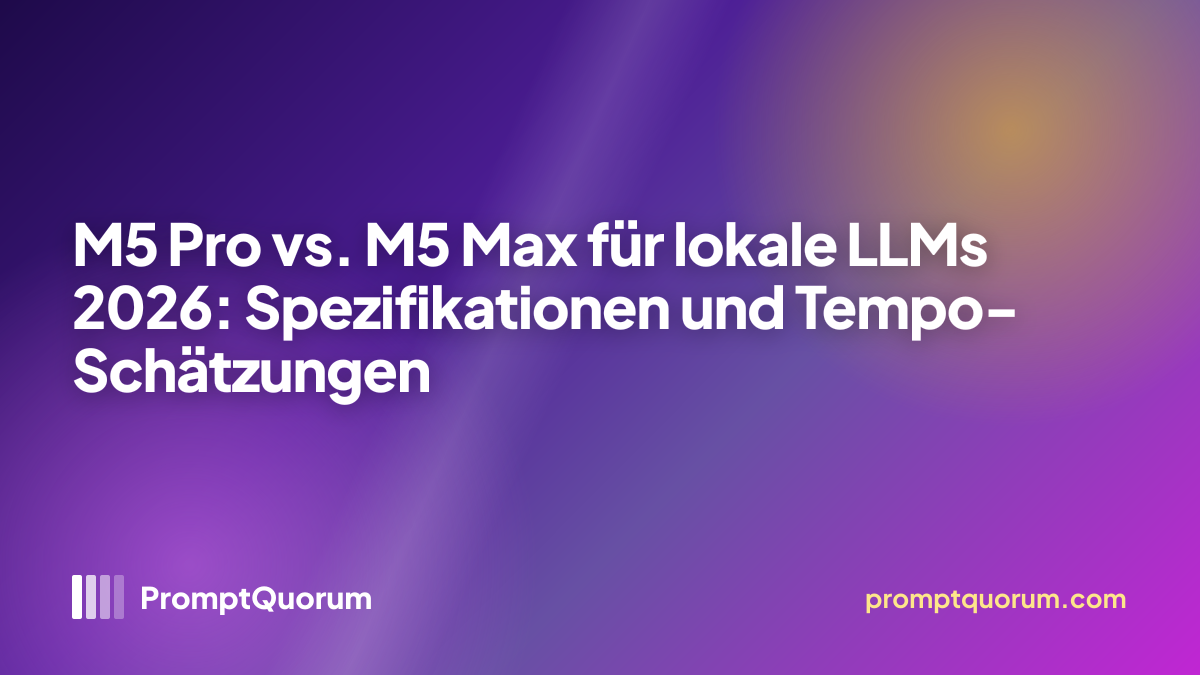 M5 Pro vs. M5 Max für lokale LLMs
2026: Spezifikationen und Tempo-
Schätzungen
PromptQuorum
promptquorum.com